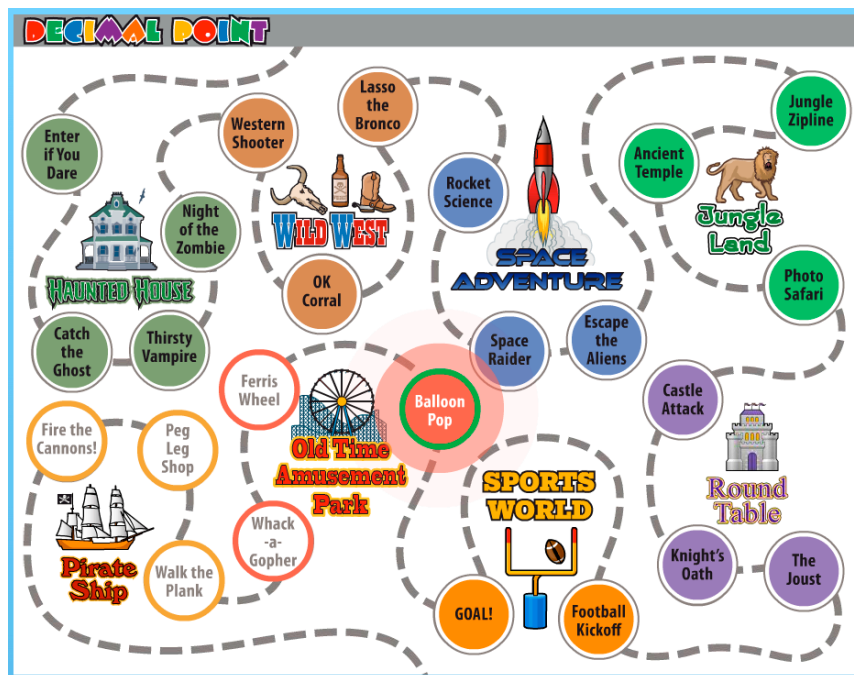 DECIMAL POINT
Enter
if You
Dare
Night
of the
Zombie
HAUNTED HOUSE
Catch
the
Ghost
Thirsty
Vampire
Western
Shooter
Lasso
the
Bronco
WILD WEST
OK
Corral
Rocket
Science
SPACE
ADVENTURE
Space
Raider
Escape
the
Aliens
Jungle
Zipline
Ancient
Temple
Jungle
Land
Photo
Safari
Castle
Attack
Round
Table
Knight's
Oath
The
Joust
SPORTS
WORLD
GOAL!
Football
Kickoff
Balloon
Pop
Ferris
Wheel
Old Time
Amusement
Park
Whack
-a-
Gopher
Fire the
Cannons!
Peg
Leg
Shop
Pirate
Ship
Walk the
Plank